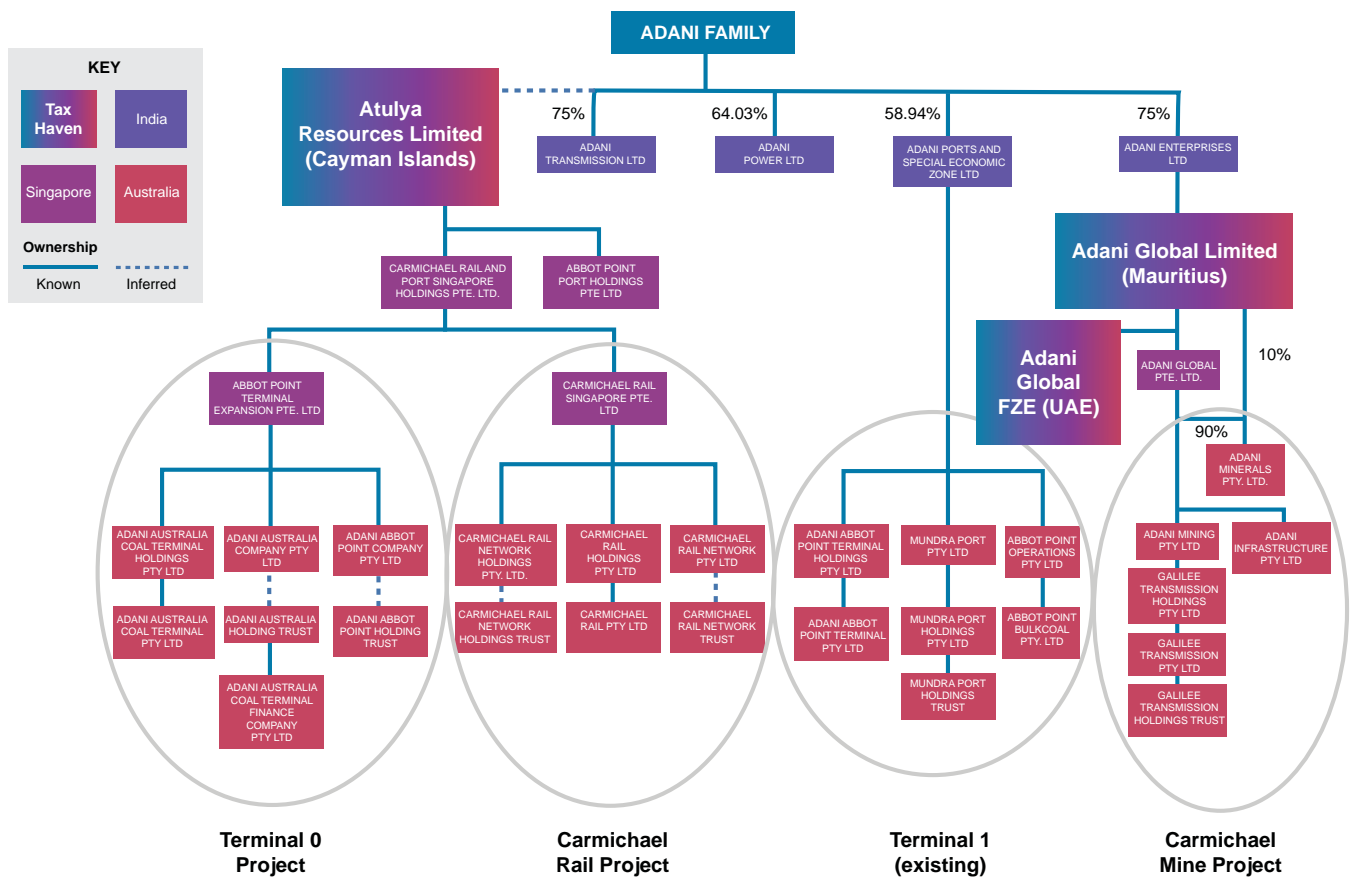 ADANI FAMILY
KEY
Tax
Haven
India
Singapore
Australia
Ownership
Known
Inferred
Atulya
Resources Limited
(Cayman Islands)
75%
64.03%
58.94%
75%
ADANI
TRANSMISSION LTD
ADANI
POWER LTD
ADANI PORTS AND
SPECIAL ECONOMIC
ZONE LTD
ADANI ENTERPRISES
LTD
CARMICHAEL RAIL AND
PORT SINGAPORE
HOLDINGS PTE. LTD.
ABBOT POINT
PORT HOLDINGS
PTE LTD
Adani Global Limited
(Mauritius)
Adani
Global
FZE (UAE)
ADANI GLOBAL
PTE. LTD.
10%
90%
ABBOT POINT
TERMINAL
EXPANSION PTE. LTD
CARMICHAEL RAIL
SINGAPORE PTE.
LTD
ADANI
MINERALS
PTY. LTD.
ADANI AUSTRALIA
COAL TERMINAL
HOLDINGS
PTY LTD
ADANI AUSTRALIA
COMPANY PTY
LTD
ADANI ABBOT
POINT COMPANY
PTY LTD
CARMICHAEL RAIL
NETWORK
HOLDINGS
PTY. LTD.
CARMICHAEL
RAIL
HOLDINGS
PTY LTD
CARMICHAEL
RAIL NETWORK
PTY LTD
ADANI ABBOT
POINT TERMINAL
HOLDINGS
PTY LTD
MUNDRA PORT
PTY LTD
ABBOT POINT
OPERATIONS
PTY LTD
ADANI MINING
PTY LTD
ADANI
INFRASTRUCTURE
PTY LTD
ADANI AUSTRALIA
COAL TERMINAL
PTY LTD
ADANI AUSTRALIA
HOLDING TRUST
ADANI ABBOT
POINT HOLDING
TRUST
CARMICHAEL RAIL
NETWORK
HOLDINGS TRUST
CARMICHAEL
RAIL PTY LTD
CARMICHAEL
RAIL NETWORK
TRUST
ADANI ABBOT
POINT TERMINAL
PTY LTD
MUNDRA PORT
HOLDINGS
PTY LTD
ABBOT POINT
BULKCOAL
PTY. LTD
GALILEE
TRANSMISSION
HOLDINGS
PTY LTD
GALILEE
TRANSMISSION
PTY LTD
GALILEE
TRANSMISSION
HOLDINGS TRUST
ADANI AUSTRALIA
COAL TERMINAL
FINANCE
COMPANY
PTY LTD
MUNDRA PORT
HOLDINGS
TRUST
Terminal 0
Project
Carmichael
Rail Project
Terminal 1
(existing)
Carmichael
Mine Project